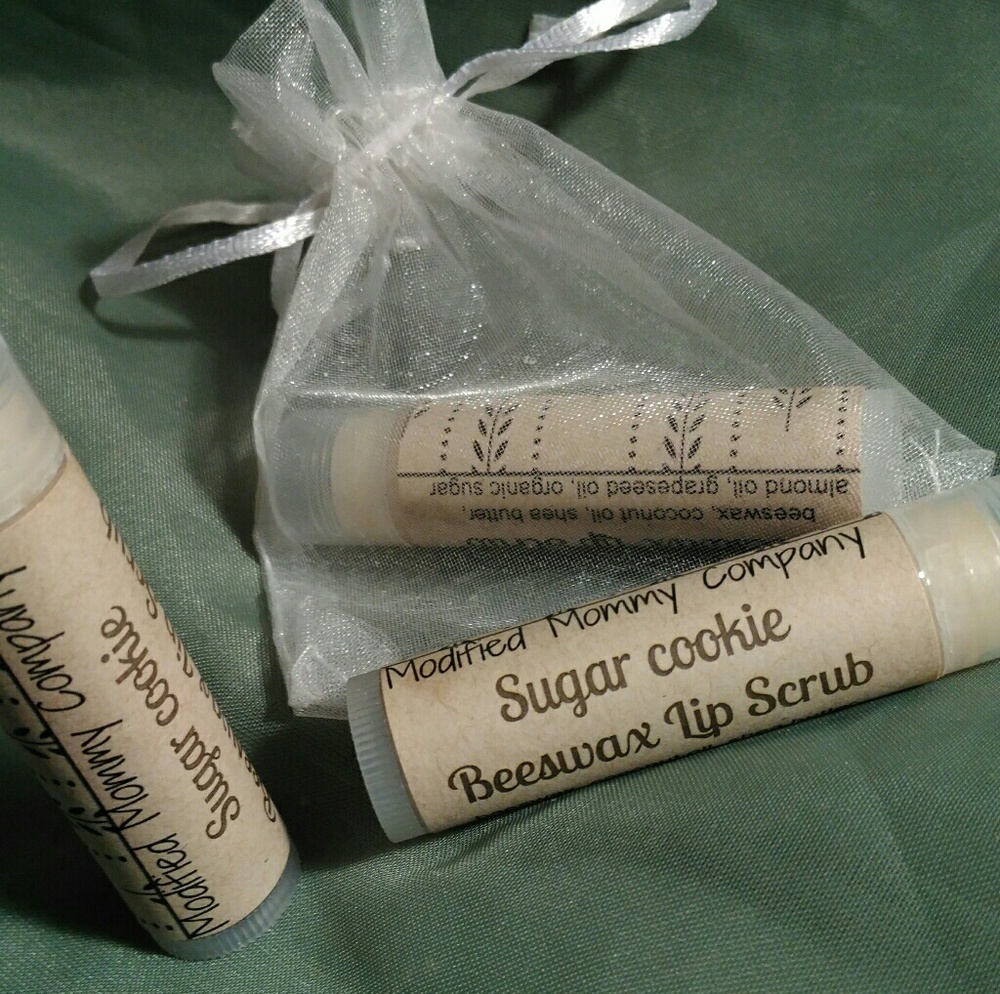 Modified Mommy Company
Sugar cookie
Beeswax Lip Scrub
beeswax, coconut oil, shea butter,
almond oil, grapeseed oil, organic sugar
Modified Mommy Company
Sugar cookie